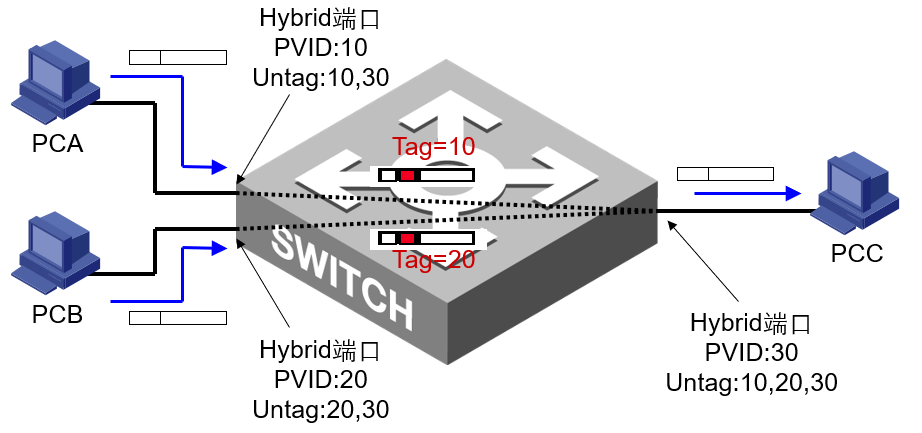 Hybrid端口
PVID:10
Untag:10,30
PCA
Tag=10
PCB
Tag=20
SWITCH
PCC
Hybrid端口
PVID:20
Untag:20,30
Hybrid端口
PVID:30
Untag:10,20,30